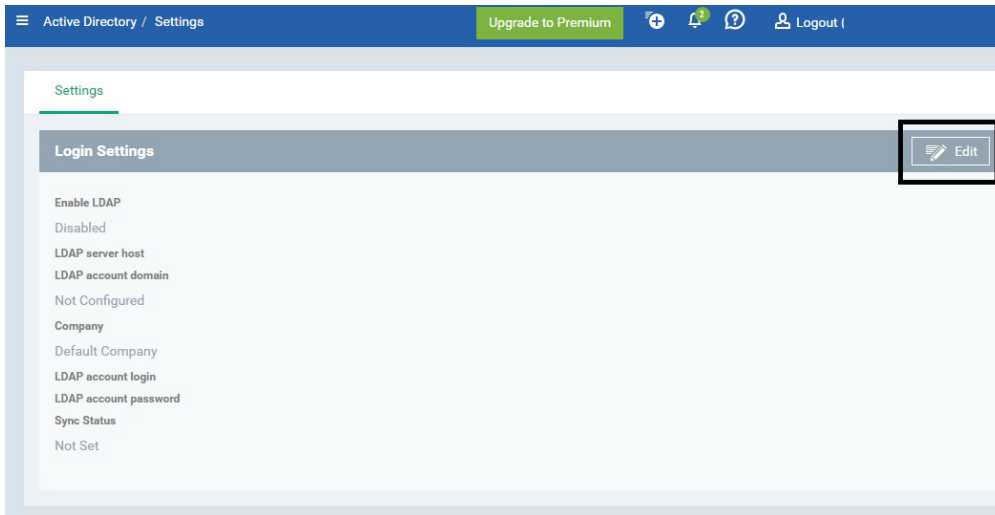 Active Directory / Settings Upgrade to Premium 2 Logout (
Settings
Login Settings Edit
Enable LDAP
Disabled
LDAP server host
LDAP account domain
Not Configured
Company
Default Company
LDAP account login
LDAP account password
Sync Status
Not Set